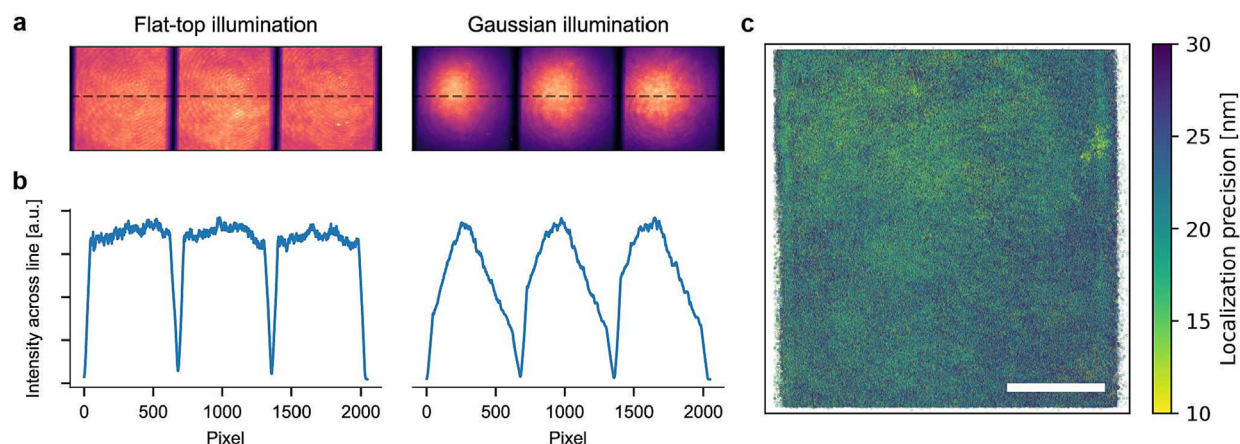 a
Flat-top illumination
Gaussian illumination
b
Intensity across line [a.u.]
0 500 1000 1500 2000
Pixel
0 500 1000 1500 2000
Pixel
c
30
25
20
15
10
Localization precision [nm]